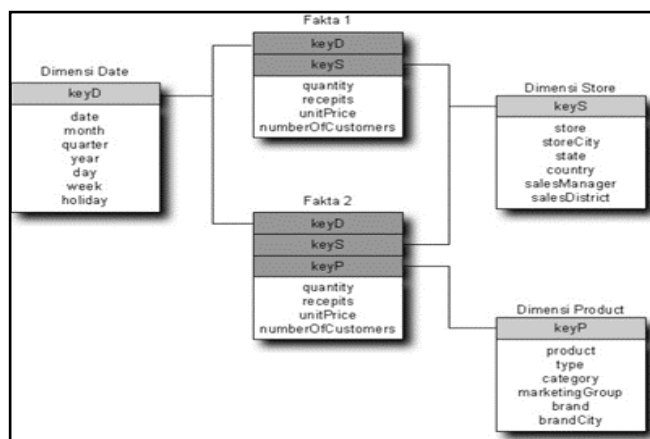 Fakta 1
keyD
keyS
quantity
recepits
unitPrice
numberOfCustomers
Dimensi Date
keyD
date
month
quarter
year
day
week
holiday
Dimensi Store
keyS
store
storeCity
state
country
salesManager
salesDistrict
Fakta 2
keyD
keyS
keyP
quantity
recepits
unitPrice
numberOfCustomers
Dimensi Product
keyP
product
type
category
marketingGroup
brand
brandCity